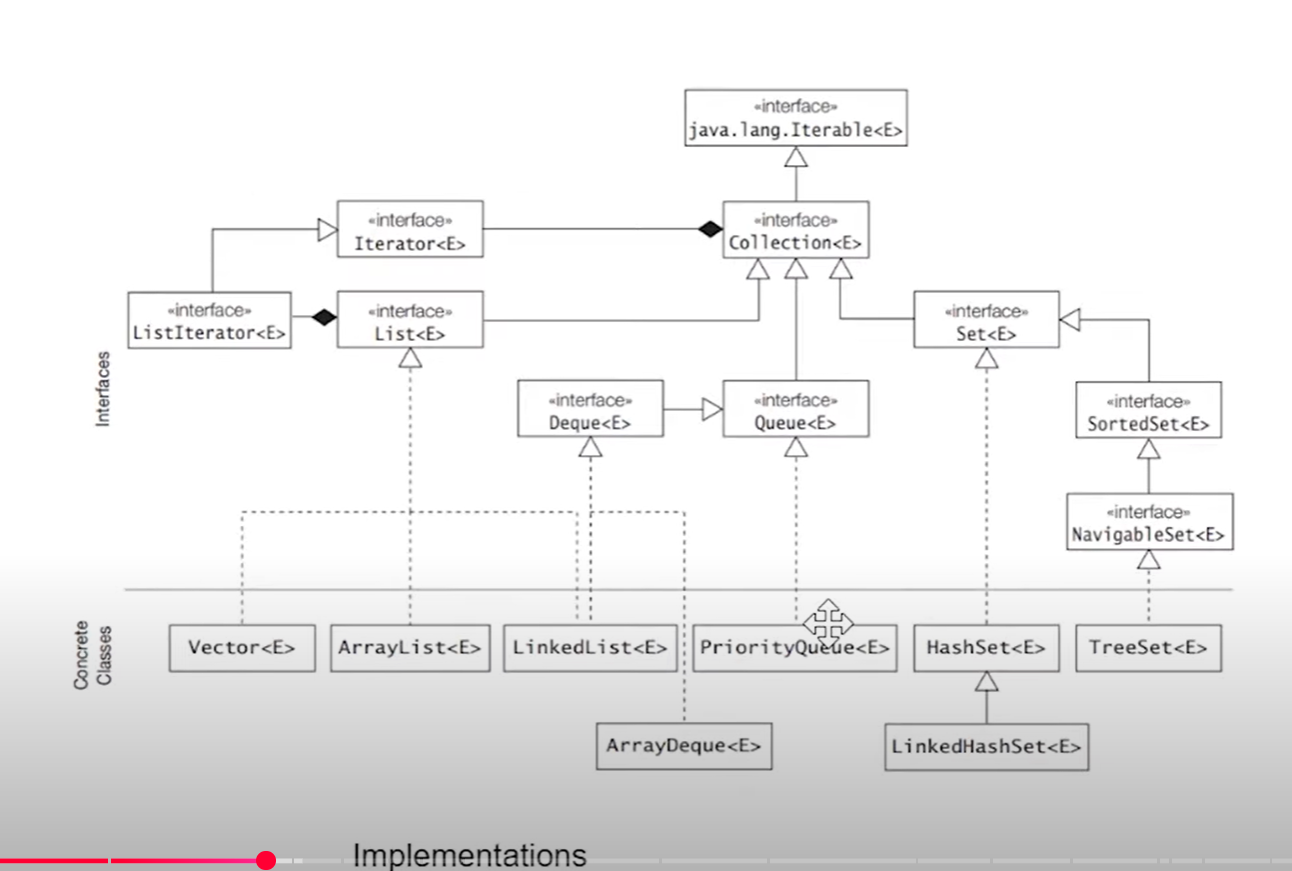 «interface»
java.lang.Iterable<E>
«interface»
Iterator<E>
«interface»
Collection<E>
«interface»
ListIterator<E>
«interface»
List<E>
«interface»
Set<E>
Interfaces
«interface»
Deque<E>
«interface»
Queue<E>
«interface»
SortedSet<E>
«interface»
NavigableSet<E>
Concrete
Classes
Vector<E>
ArrayList<E>
LinkedList<E>
PriorityQueue<E>
HashSet<E>
TreeSet<E>
ArrayDeque<E>
LinkedHashSet<E>
Implementations